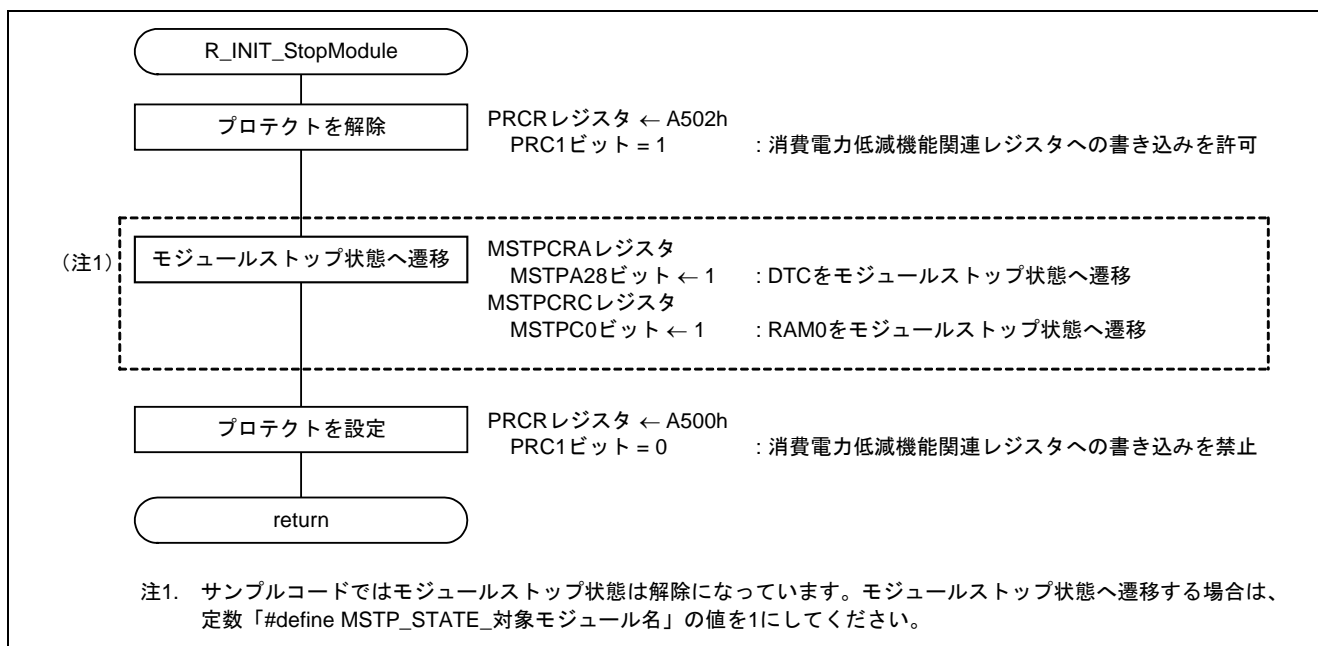 R_INIT_StopModule
プロテクトを解除
PRCRレジスタ ← A502h
PRC1ビット = 1 : 消費電力低減機能関連レジスタへの書き込みを許可
(注1)
モジュールストップ状態へ遷移
MSTPCRAレジスタ
MSTPA28ビット ← 1 : DTCをモジュールストップ状態へ遷移
MSTPCRCレジスタ
MSTPC0ビット ← 1 : RAM0をモジュールストップ状態へ遷移
プロテクトを設定
PRCRレジスタ ← A500h
PRC1ビット = 0 : 消費電力低減機能関連レジスタへの書き込みを禁止
return
注1. サンプルコードではモジュールストップ状態は解除になっています。モジュールストップ状態へ遷移する場合は、
定数「#define MSTP_STATE_対象モジュール名」の値を1にしてください。